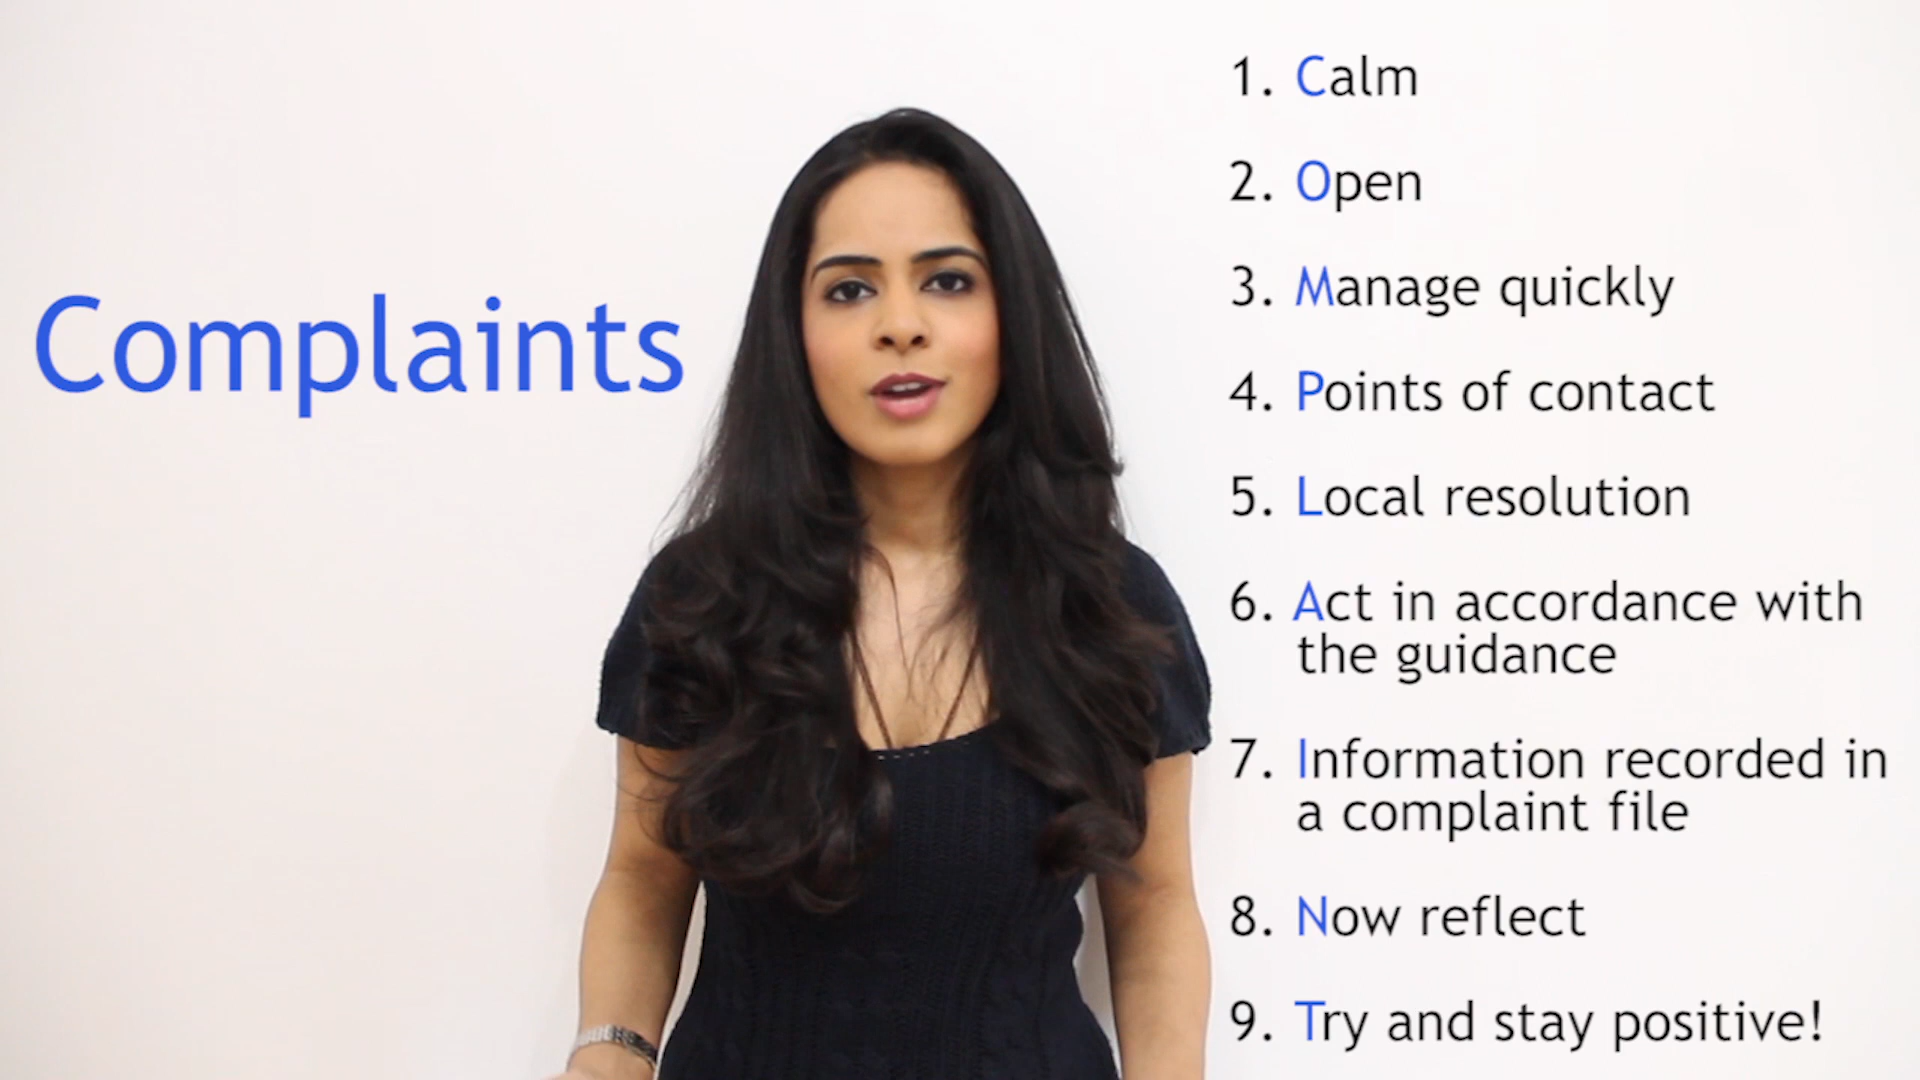 Complaints
1. Calm
2. Open
3. Manage quickly
4. Points of contact
5. Local resolution
6. Act in accordance with
the guidance
7. Information recorded in
a complaint file
8. Now reflect
9. Try and stay positive!